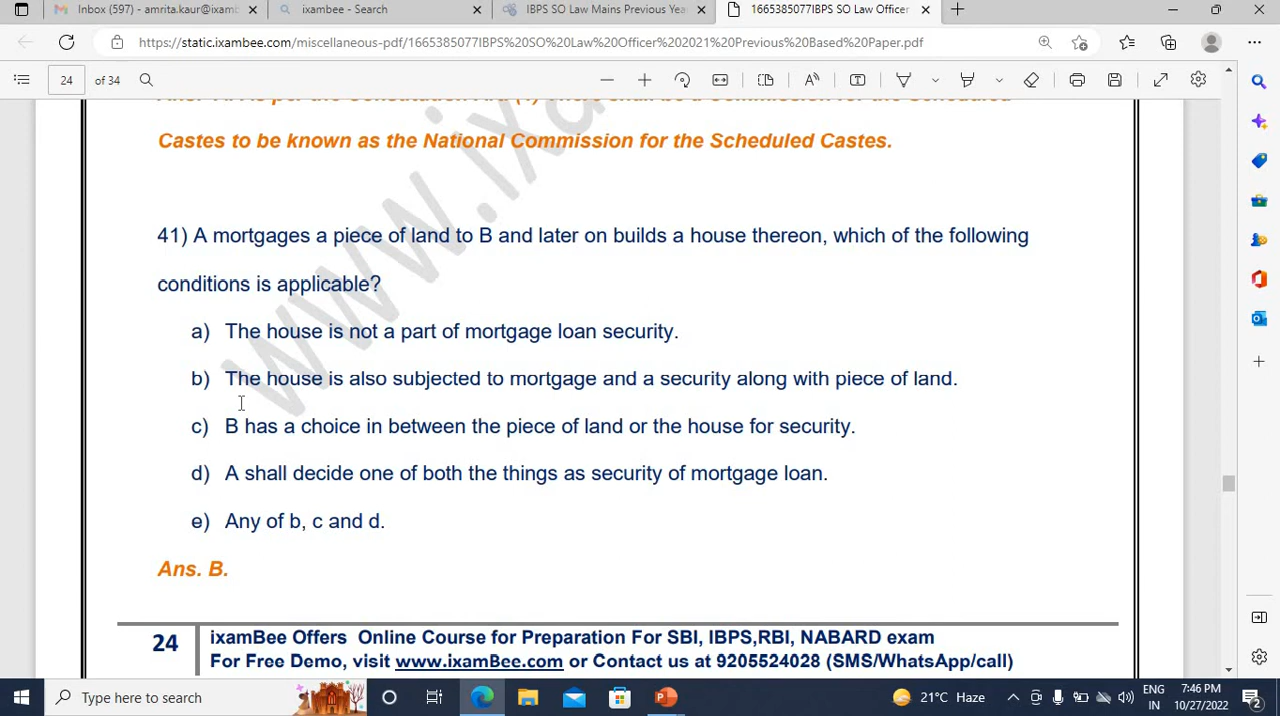 Inbox (597) - amrita.kaur@ixaml
ixambee - Search
IBPS SO Law Mains Previous Yea
1665385077IBPS SO Law Officer
https://static.ixambee.com/miscellaneous-pdf/1665385077IBPS%20SO%20Law%20Officer%202021%20Previous%20Based%20Paper.pdf
24 of 34
Castes to be known as the National Commission for the Scheduled Castes.
www.ixa
41) A mortgages a piece of land to B and later on builds a house thereon, which of the following
conditions is applicable?
a) The house is not a part of mortgage loan security.
b) The house is also subjected to mortgage and a security along with piece of land.
c) B has a choice in between the piece of land or the house for security.
d) A shall decide one of both the things as security of mortgage loan.
e) Any of b, c and d.
Ans. B.
24
ixamBee Offers Online Course for Preparation For SBI, IBPS,RBI, NABARD exam
For Free Demo, visit www.ixamBee.com or Contact us at 9205524028 (SMS/WhatsApp/call)
Type here to search
21°C Haze
ENG
IN
7:46 PM
10/27/2022
2